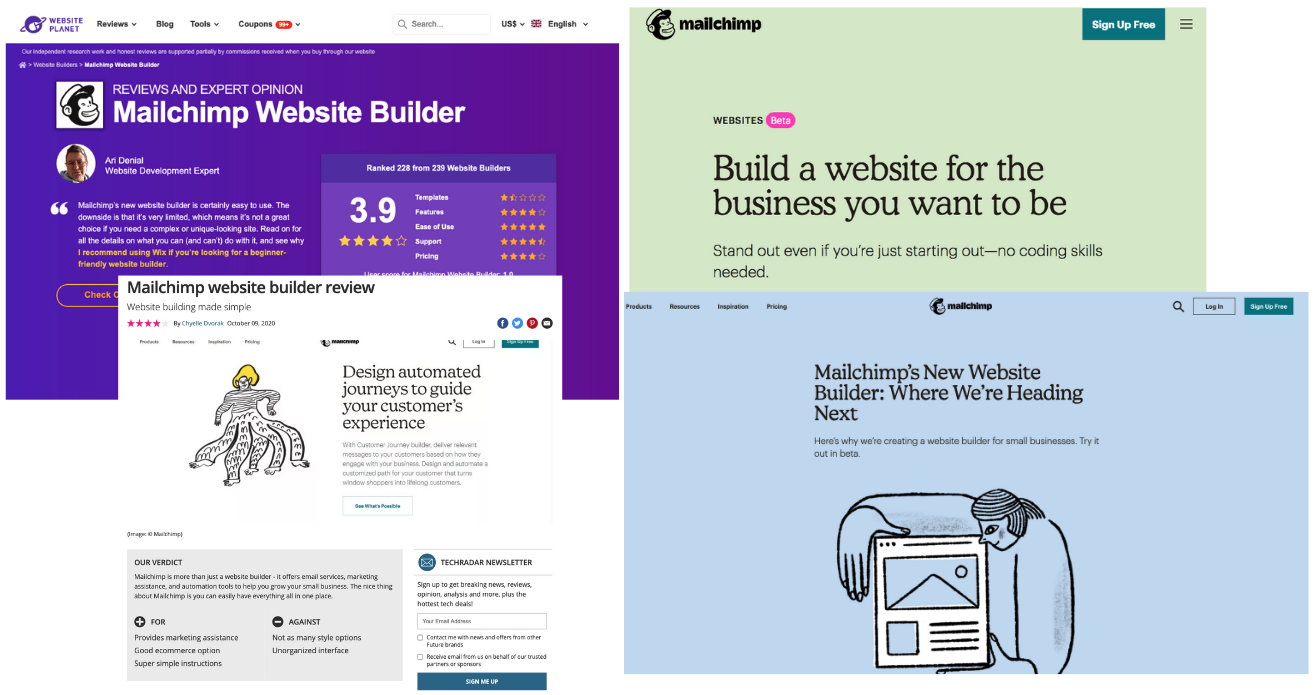 WEBSITE
PLANET
Reviews
Blog
Tools
Coupons 99+
Search...
US$
English
Our Independent research work and honest reviews are supported partially by commissions received when you buy through our website
> Website Builders > Mailchimp Website Builder
REVIEWS AND EXPERT OPINION
Mailchimp Website Builder
Ari Denial
Website Development Expert
“ Mailchimp's new website builder is certainly easy to use. The
downside is that it's very limited, which means it's not a great
choice if you need a complex or unique-looking site. Read on for
all the details on what you can (and can't) do with it, and see why
I recommend using Wix if you're looking for a beginner-
friendly website builder.
Check
Ranked 228 from 239 Website Builders
3.9
Templates
Features
Ease of Use
Support
Pricing
User score for Mailchimp Website Builder: 1.0
Mailchimp website builder review
Website building made simple
By Chyelle Dvorak October 09, 2020
Products
Resources
Inspiration
Pricing
mailchimp
Log In
Sign Up Free
Design automated
journeys to guide
your customer's
experience
With Customer Journey builder, deliver relevant
messages to your customers based on how they
engage with your business. Design and automate a
customized path for your customer that turns
window shoppers into lifelong customers.
See What's Possible
(Image: © Mailchimp)
OUR VERDICT
Mailchimp is more than just a website builder - it offers email services, marketing
assistance, and automation tools to help you grow your small business. The nice thing
about Mailchimp is you can easily have everything all in one place.
FOR
Provides marketing assistance
Good ecommerce option
Super simple instructions
AGAINST
Not as many style options
Unorganized interface
TECHRADAR NEWSLETTER
Sign up to get breaking news, reviews,
opinion, analysis and more, plus the
hottest tech deals!
Your Email Address
Contact me with news and offers from other
Future brands
Receive email from us on behalf of our trusted
partners or sponsors
SIGN ME UP
mailchimp
Sign Up Free
WEBSITES Beta
Build a website for the
business you want to be
Stand out even if you're just starting out—no coding skills
needed.
Products
Resources
Inspiration
Pricing
mailchimp
Log In
Sign Up Free
Mailchimp's New Website
Builder: Where We're Heading
Next
Here's why we're creating a website builder for small businesses. Try it
out in beta.